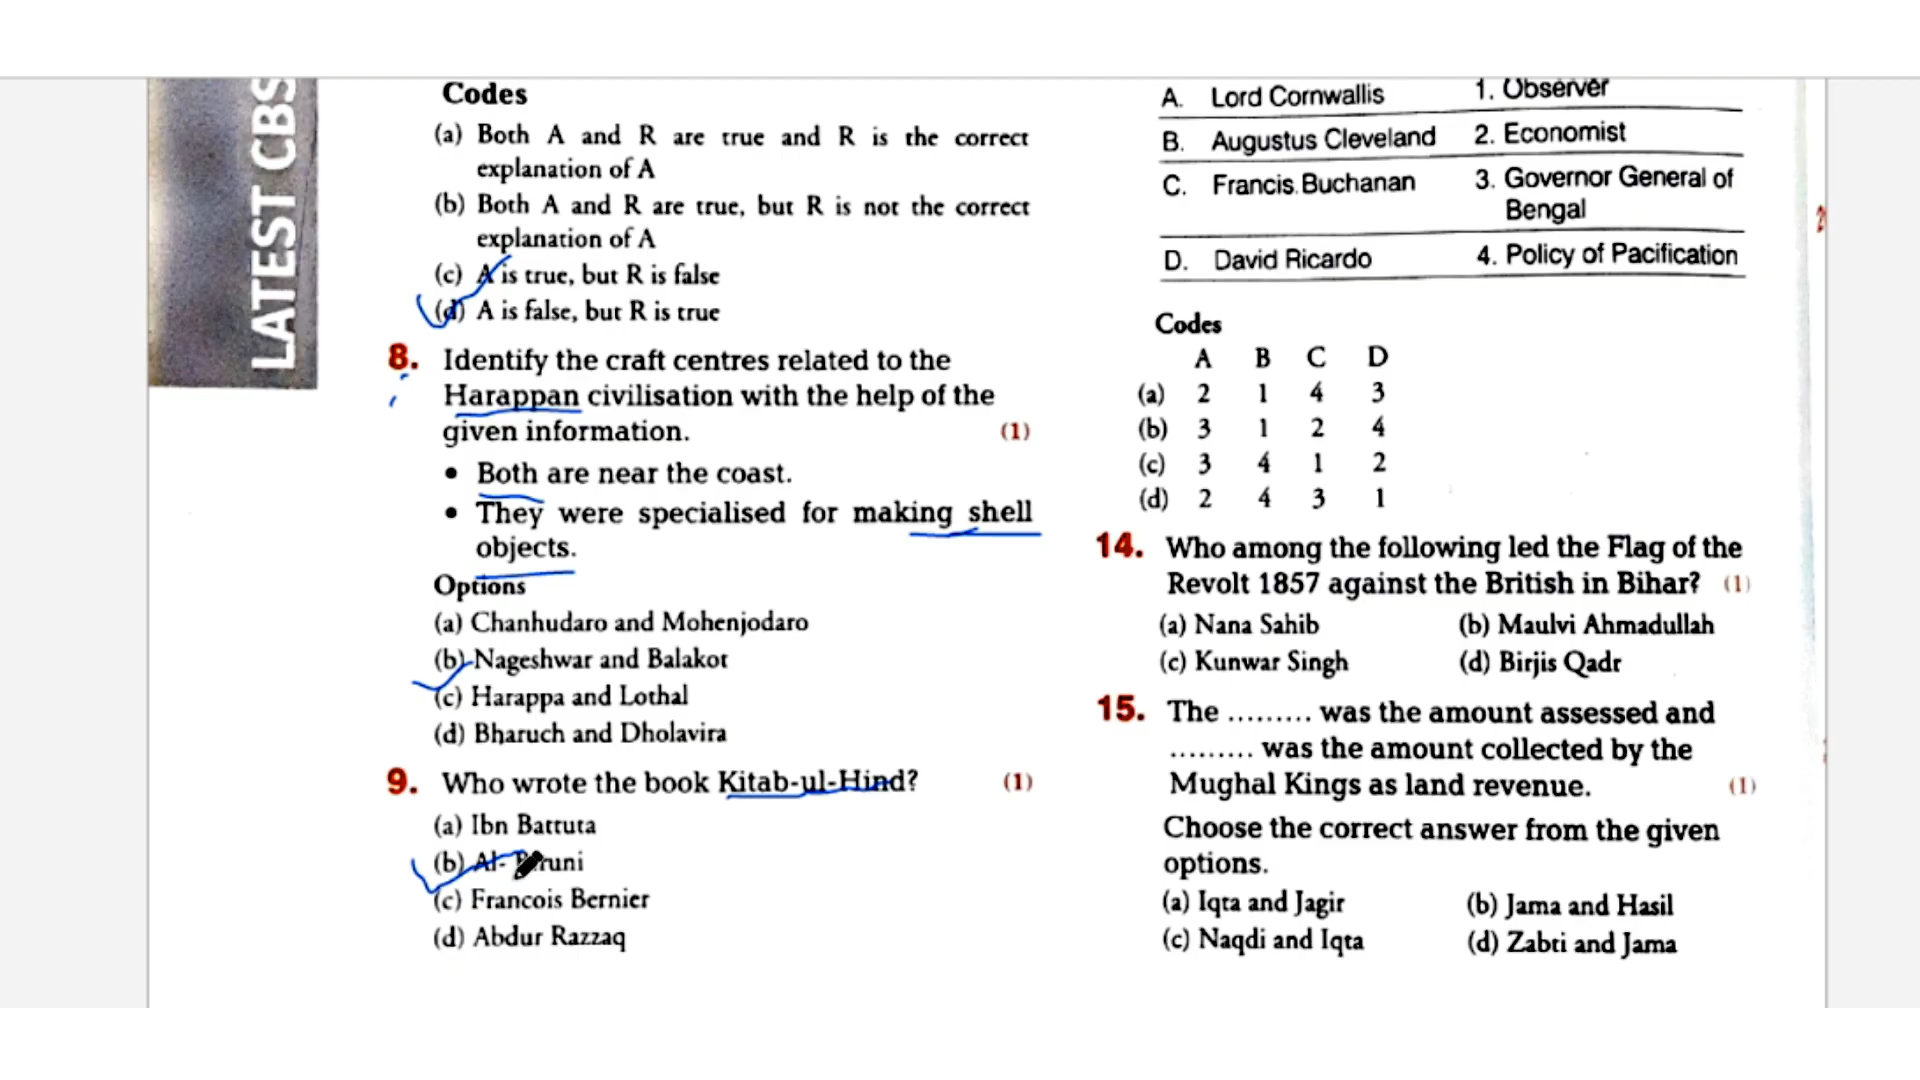 LATEST CBS
Codes
(a) Both A and R are true and R is the correct
explanation of A
(b) Both A and R are true, but R is not the correct
explanation of A
(c) A is true, but R is false
(d) A is false, but R is true
8. Identify the craft centres related to the
Harappan civilisation with the help of the
given information. (1)
• Both are near the coast.
• They were specialised for making shell
objects.
Options
(a) Chanhudaro and Mohenjodaro
(b) Nageshwar and Balakot
(c) Harappa and Lothal
(d) Bharuch and Dholavira
9. Who wrote the book Kitab-ul-Hind? (1)
(a) Ibn Battuta
(b) Al- Biruni
(c) Francois Bernier
(d) Abdur Razzaq
A. Lord Cornwallis 1. Observer
B. Augustus Cleveland 2. Economist
C. Francis Buchanan 3. Governor General of
Bengal
D. David Ricardo 4. Policy of Pacification
Codes
A B C D
(a) 2 1 4 3
(b) 3 1 2 4
(c) 3 4 1 2
(d) 2 4 3 1
14. Who among the following led the Flag of the
Revolt 1857 against the British in Bihar? (1)
(a) Nana Sahib (b) Maulvi Ahmadullah
(c) Kunwar Singh (d) Birjis Qadr
15. The ......... was the amount assessed and
......... was the amount collected by the
Mughal Kings as land revenue. (1)
Choose the correct answer from the given
options.
(a) Iqta and Jagir (b) Jama and Hasil
(c) Naqdi and Iqta (d) Zabti and Jama